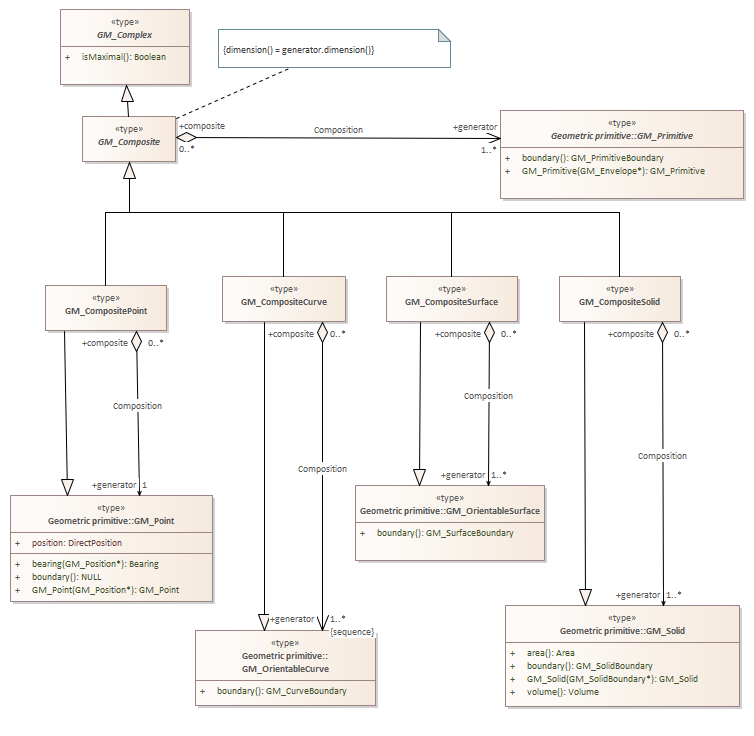 «type»
GM_Complex
+ isMaximal(): Boolean
{dimension() = generator.dimension()}
«type»
GM_Composite
+composite
0..*
Composition
+generator
1..*
«type»
Geometric primitive::GM_Primitive
+ boundary(): GM_PrimitiveBoundary
+ GM_Primitive(GM_Envelope*): GM_Primitive
«type»
GM_CompositePoint
«type»
GM_CompositeCurve
«type»
GM_CompositeSurface
«type»
GM_CompositeSolid
+composite 0..*
+composite 0..*
+composite 0..*
+composite 0..*
Composition
Composition
Composition
Composition
+generator 1
«type»
Geometric primitive::GM_Point
+ position: DirectPosition
+ bearing(GM_Position*): Bearing
+ boundary(): NULL
+ GM_Point(GM_Position*): GM_Point
+generator 1..*
«type»
Geometric primitive::GM_OrientableSurface
+ boundary(): GM_SurfaceBoundary
+generator 1..*
{sequence}
«type»
Geometric primitive::
GM_OrientableCurve
+ boundary(): GM_CurveBoundary
+generator 1..*
«type»
Geometric primitive::GM_Solid
+ area(): Area
+ boundary(): GM_SolidBoundary
+ GM_Solid(GM_SolidBoundary*): GM_Solid
+ volume(): Volume